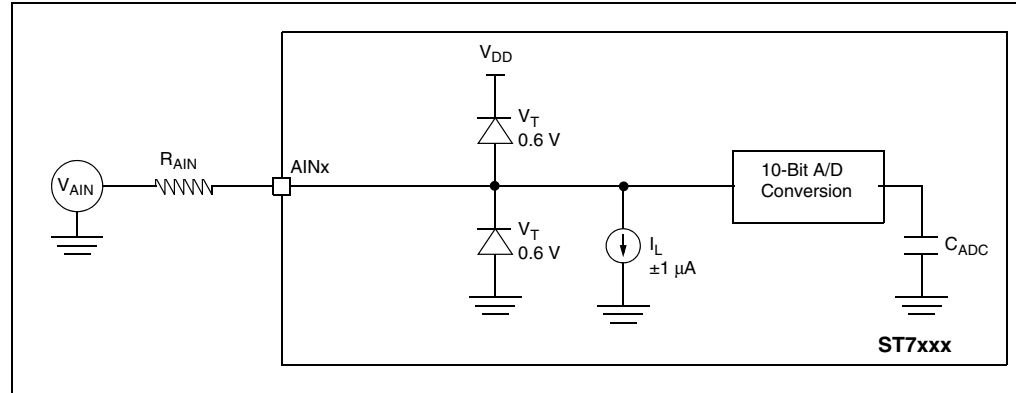 V_DD
V_T
0.6 V
R_AIN
AINx
V_AIN
10-Bit A/D
Conversion
V_T
0.6 V
I_L
±1 μA
C_ADC
ST7xxx